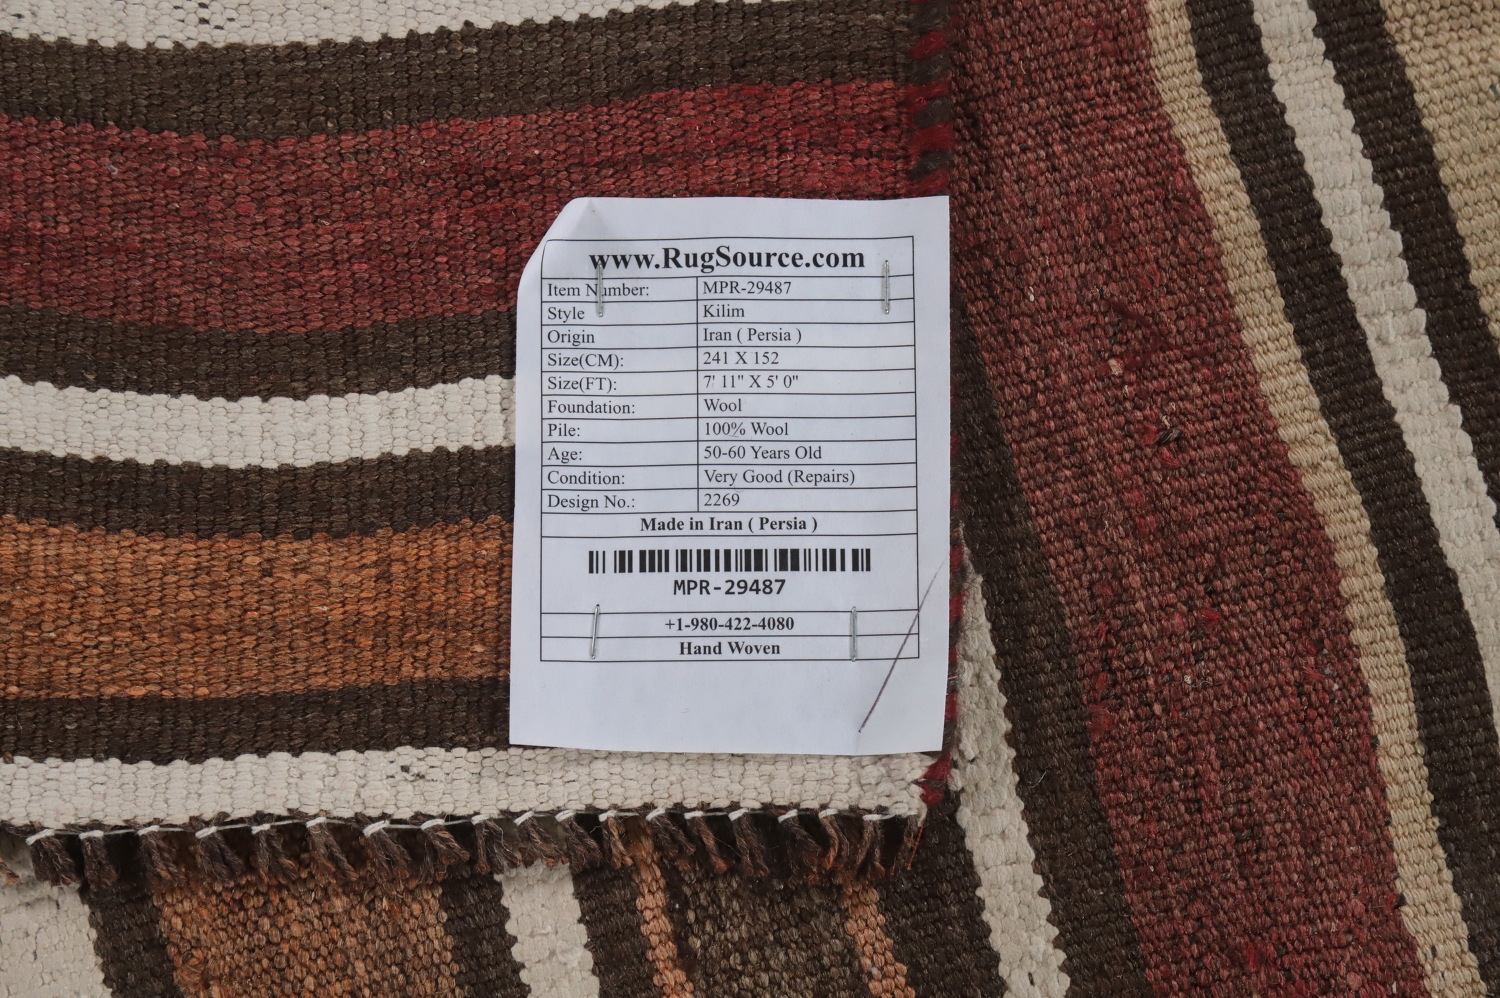 www.RugSource.com
Item Number: MPR-29487
Style Kilim
Origin Iran ( Persia )
Size(CM): 241 X 152
Size(FT): 7' 11" X 5' 0"
Foundation: Wool
Pile: 100% Wool
Age: 50-60 Years Old
Condition: Very Good (Repairs)
Design No.: 2269
Made in Iran ( Persia )
MPR-29487
+1-980-422-4080
Hand Woven